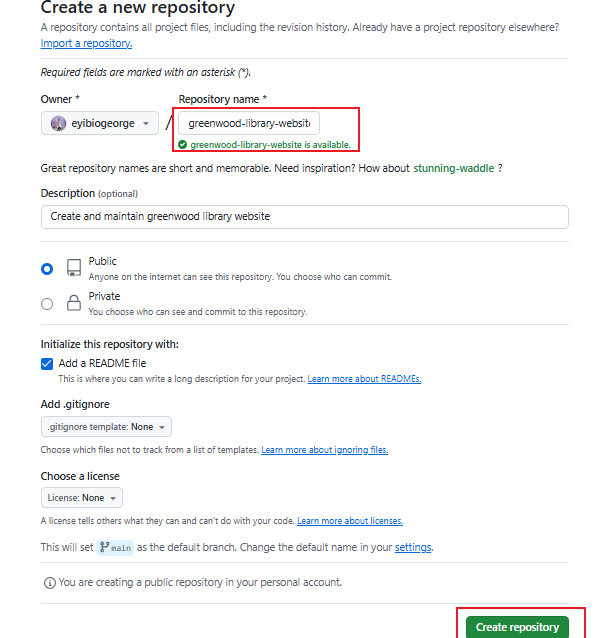 Create a new repository
A repository contains all project files, including the revision history. Already have a project repository elsewhere?
Import a repository.
Required fields are marked with an asterisk (*).
Owner * Repository name *
eyibiogeorge / greenwood-library-website
greenwood-library-website is available.
Great repository names are short and memorable. Need inspiration? How about stunning-waddle ?
Description (optional)
Create and maintain greenwood library website
Public
Anyone on the internet can see this repository. You choose who can commit.
Private
You choose who can see and commit to this repository.
Initialize this repository with:
Add a README file
This is where you can write a long description for your project. Learn more about READMEs.
Add .gitignore
.gitignore template: None
Choose which files not to track from a list of templates. Learn more about ignoring files.
Choose a license
License: None
A license tells others what they can and can't do with your code. Learn more about licenses.
This will set main as the default branch. Change the default name in your settings.
You are creating a public repository in your personal account.
Create repository